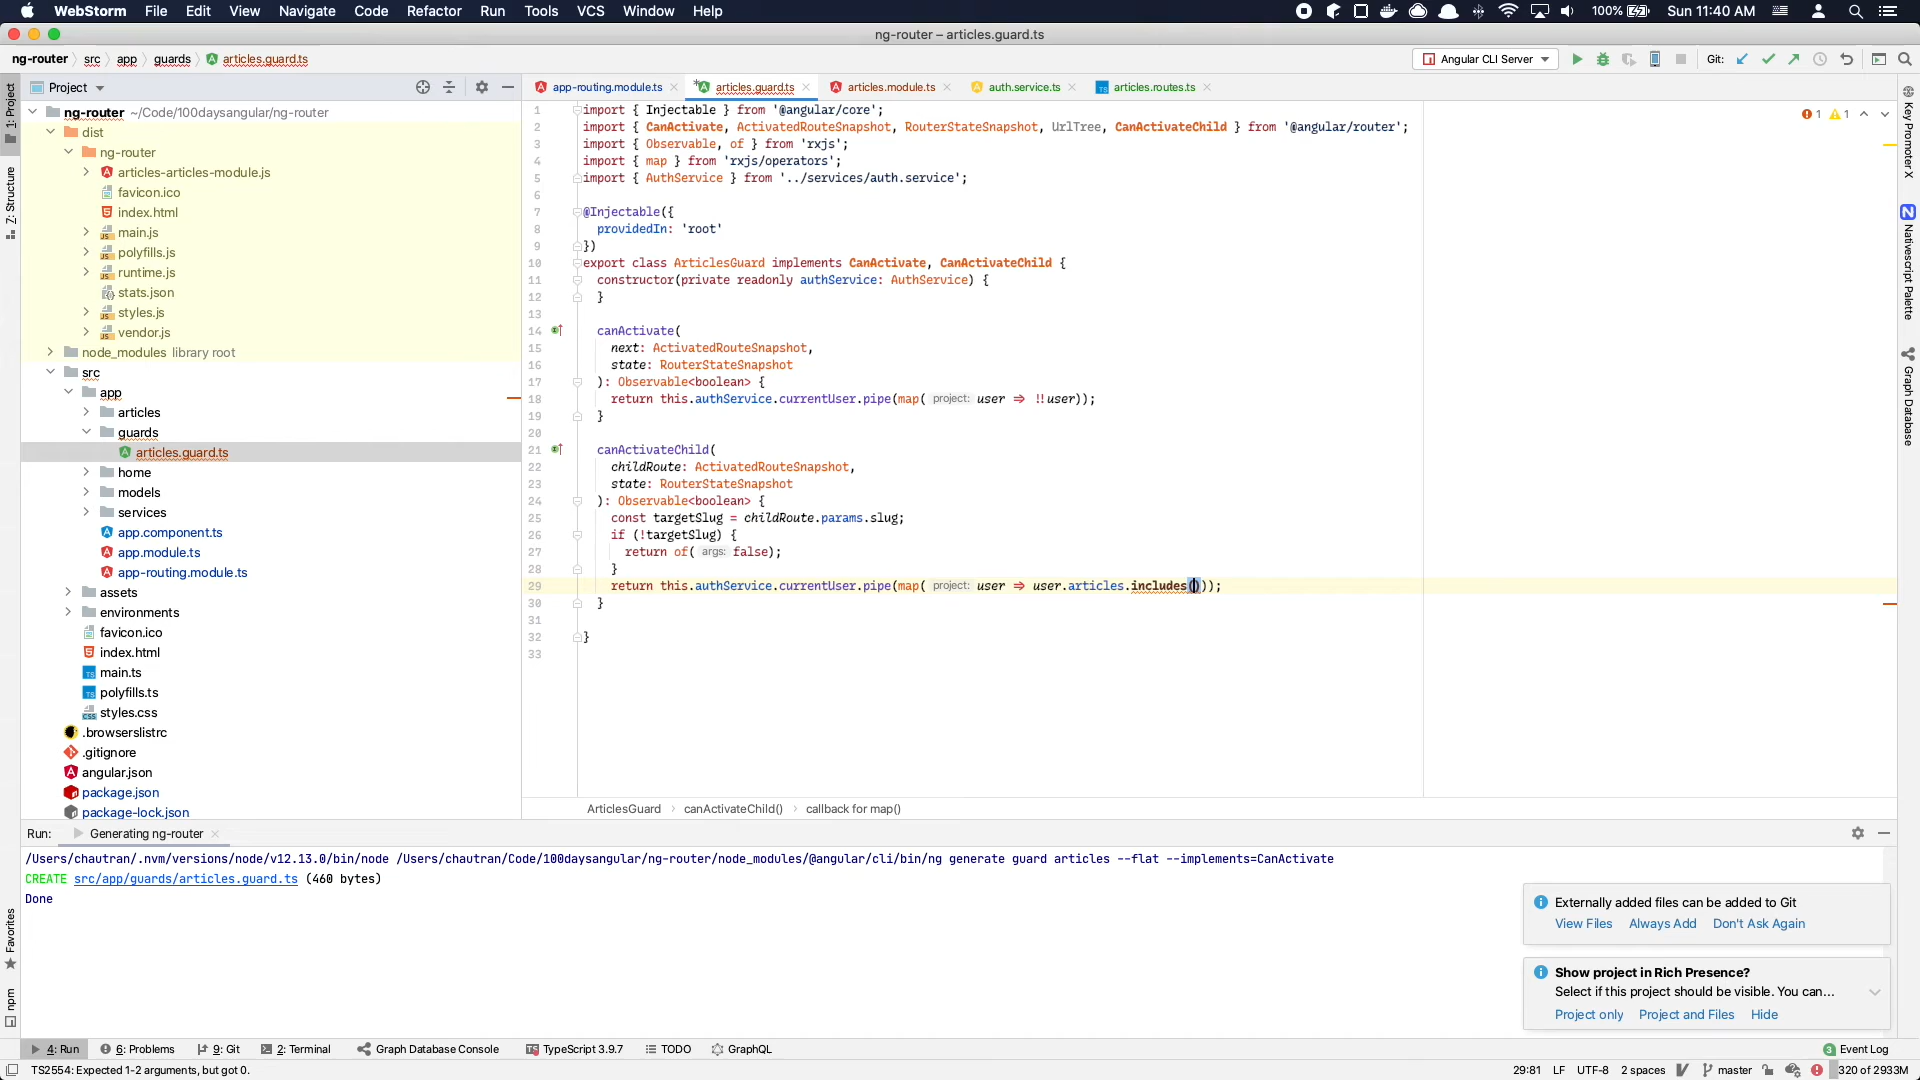 WebStorm File Edit View Navigate Code Refactor Run Tools VCS Window Help 100% Sun 11:40 AM
ng-router – articles.guard.ts
ng-router src app guards articles.guard.ts Angular CLI Server Git:
Project app-routing.module.ts articles.guard.ts articles.module.ts auth.service.ts articles.routes.ts
1: Project
Z: Structure
Favorites
npm
ng-router ~/Code/100daysangular/ng-router
dist
ng-router
articles-articles-module.js
favicon.ico
index.html
main.js
polyfills.js
runtime.js
stats.json
styles.js
vendor.js
node_modules library root
src
app
articles
guards
articles.guard.ts
home
models
services
app.component.ts
app.module.ts
app-routing.module.ts
assets
environments
favicon.ico
index.html
main.ts
polyfills.ts
styles.css
.browserslistrc
.gitignore
angular.json
package.json
package-lock.json
1 import { Injectable } from '@angular/core';
2 import { CanActivate, ActivatedRouteSnapshot, RouterStateSnapshot, UrlTree, CanActivateChild } from '@angular/router';
3 import { Observable, of } from 'rxjs';
4 import { map } from 'rxjs/operators';
5 import { AuthService } from '../services/auth.service';
6
7 @Injectable({
8 providedIn: 'root'
9 })
10 export class ArticlesGuard implements CanActivate, CanActivateChild {
11 constructor(private readonly authService: AuthService) {
12 }
13
14 canActivate(
15 next: ActivatedRouteSnapshot,
16 state: RouterStateSnapshot
17 ): Observable<boolean> {
18 return this.authService.currentUser.pipe(map( project: user ⇒ !!user));
19 }
20
21 canActivateChild(
22 childRoute: ActivatedRouteSnapshot,
23 state: RouterStateSnapshot
24 ): Observable<boolean> {
25 const targetSlug = childRoute.params.slug;
26 if (!targetSlug) {
27 return of( args: false);
28 }
29 return this.authService.currentUser.pipe(map( project: user ⇒ user.articles.includes()));
30 }
31
32 }
33
1 1
Key Promoter X
Nativescript Palette
Graph Database
ArticlesGuard canActivateChild() callback for map()
Run: Generating ng-router
/Users/chautran/.nvm/versions/node/v12.13.0/bin/node /Users/chautran/Code/100daysangular/ng-router/node_modules/@angular/cli/bin/ng generate guard articles --flat --implements=CanActivate
CREATE src/app/guards/articles.guard.ts (460 bytes)
Done
Externally added files can be added to Git
View Files Always Add Don't Ask Again
Show project in Rich Presence?
Select if this project should be visible. You can...
Project only Project and Files Hide
4: Run 6: Problems 9: Git 2: Terminal Graph Database Console TypeScript 3.9.7 TODO GraphQL 3 Event Log
TS2554: Expected 1-2 arguments, but got 0. 29:81 LF UTF-8 2 spaces master 320 of 2933M